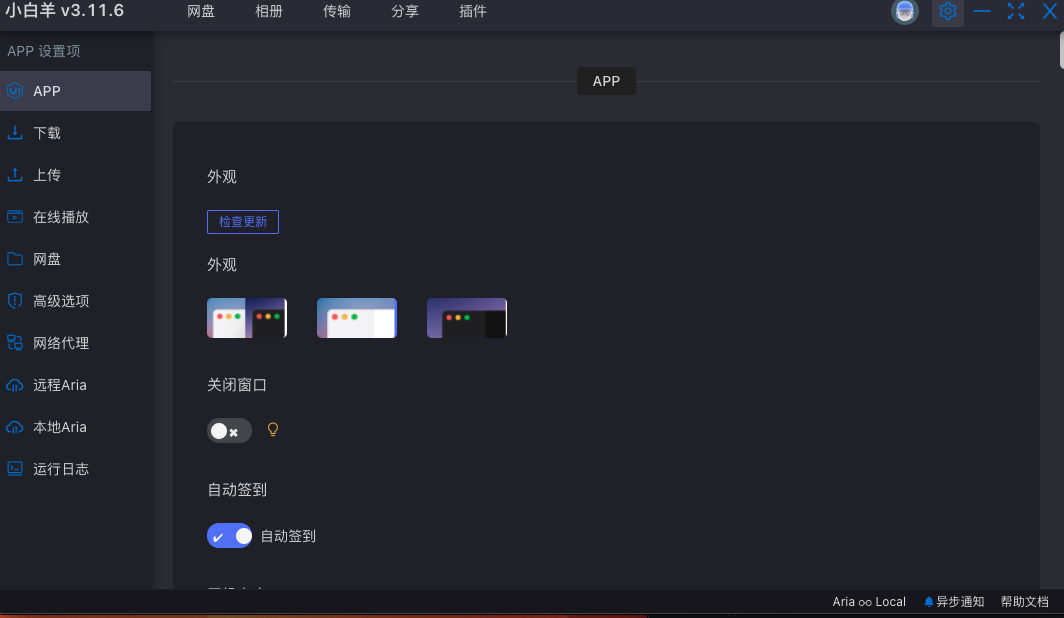 小白羊 v3.11.6
网盘 相册 传输 分享 插件
APP 设置项
APP
下载
上传
在线播放
网盘
高级选项
网络代理
远程Aria
本地Aria
运行日志
APP
外观
检查更新
外观
关闭窗口
自动签到
自动签到
Aria ∞ Local 异步通知 帮助文档